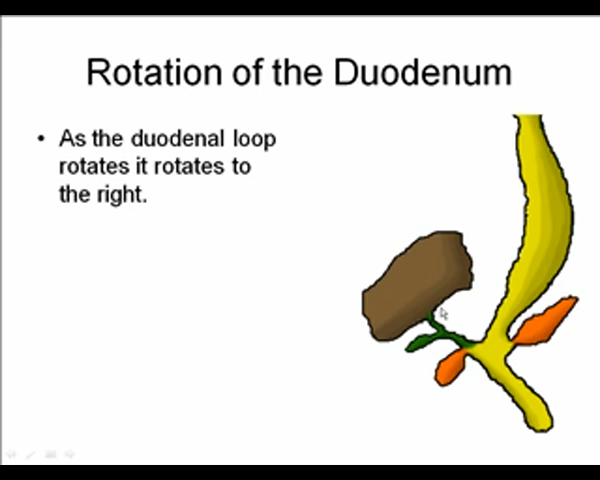 Rotation of the Duodenum
• As the duodenal loop
rotates it rotates to
the right.